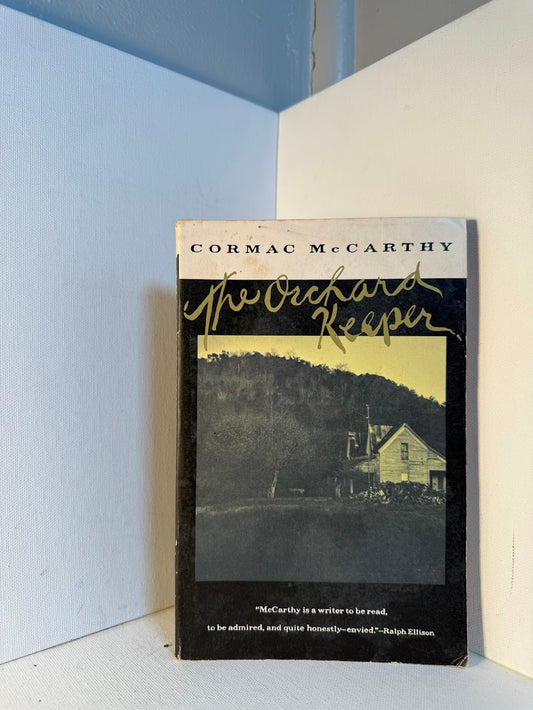 CORMAC McCARTHY
The Orchard
Keeper
"McCarthy is a writer to be read,
to be admired, and quite honestly—envied."—Ralph Ellison